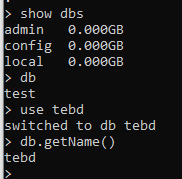 > show dbs
admin   0.000GB
config  0.000GB
local   0.000GB
> db
test
> use tebd
switched to db tebd
> db.getName()
tebd
>